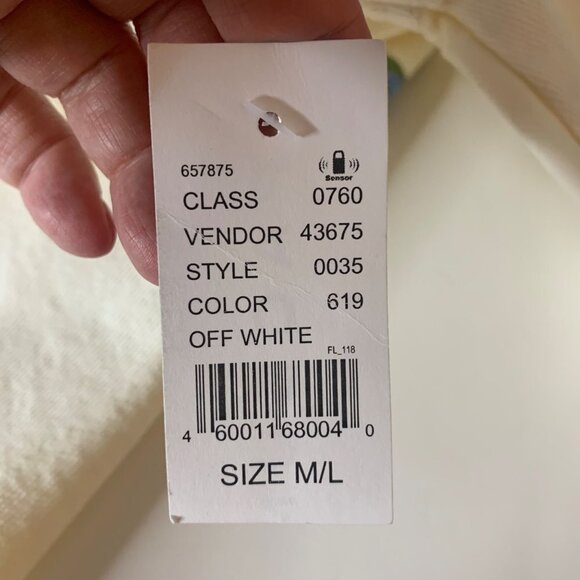 657875
Sensor
CLASS 0760
VENDOR 43675
STYLE 0035
COLOR 619
OFF WHITE
FL_118
4 60011 68004 0
SIZE M/L